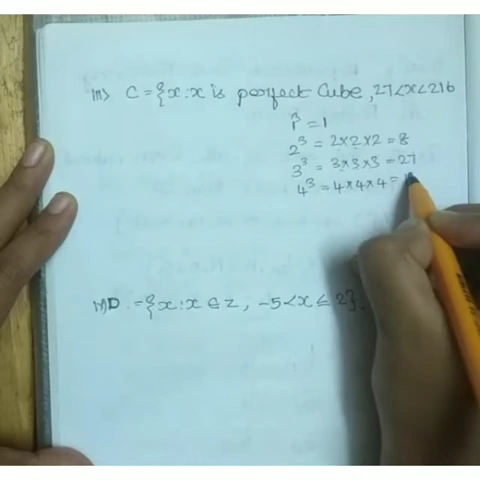 iii> C = {x : x is perfect Cube, 27<x<216
1³ = 1
2³ = 2×2×2 = 8
3³ = 3×3×3 = 27
4³ = 4×4×4 =
D. = {x : x ∈ z, -5<x≤2}.